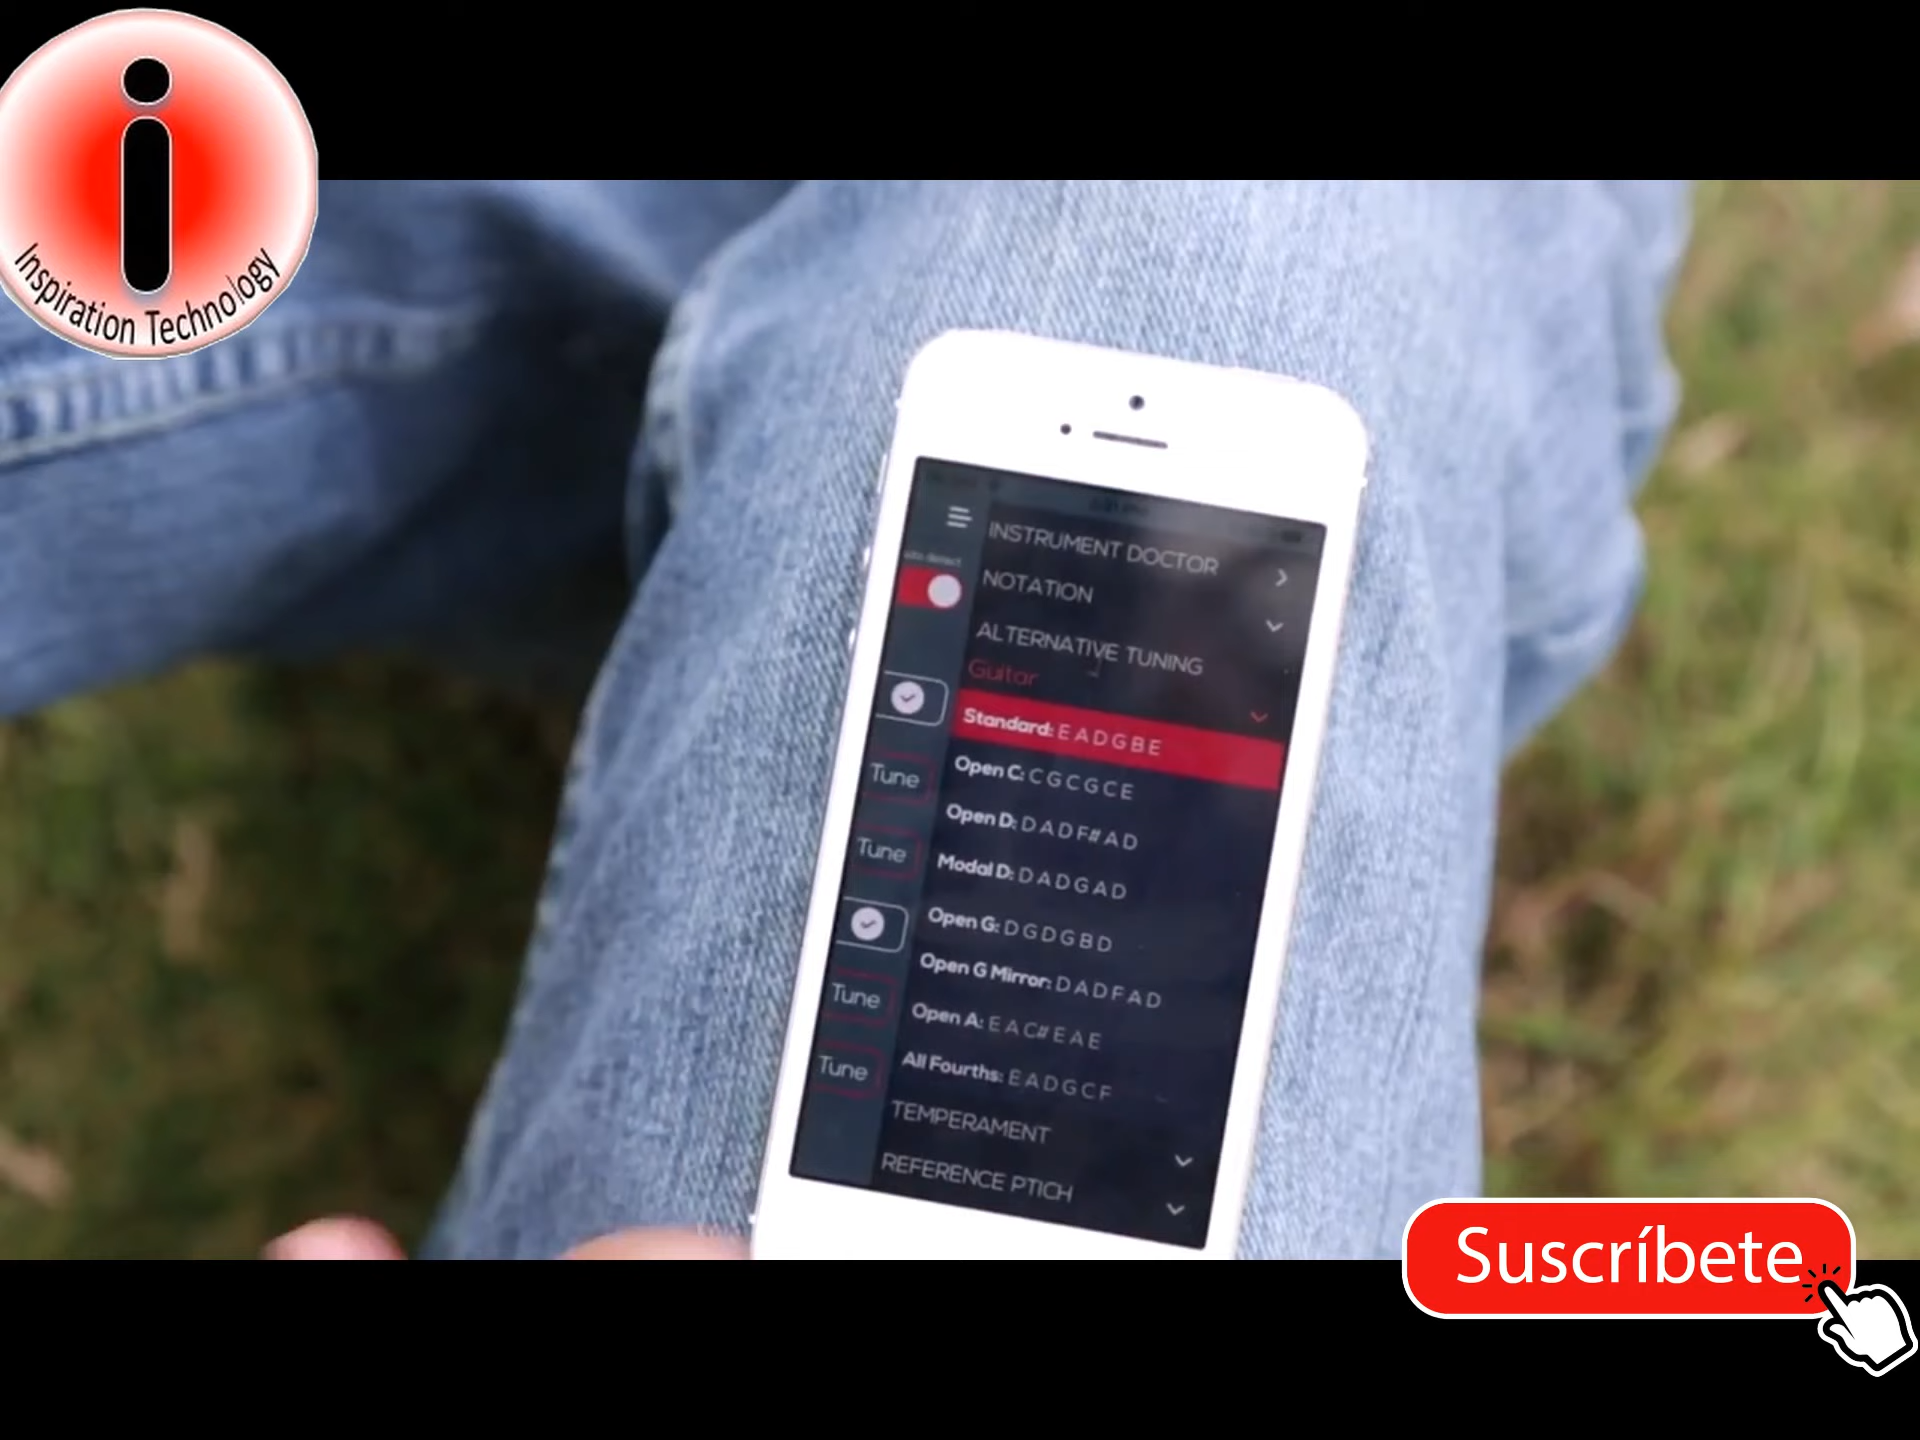 Inspiration Technology
INSTRUMENT DOCTOR
NOTATION
ALTERNATIVE TUNING
Guitar
Standard: E A D G B E
Open C: C G C G C E
Open D: D A D F# A D
Modal D: D A D G A D
Open G: D G D G B D
Open G Mirror: D A D F A D
Open A: E A C# E A E
All Fourths: E A D G C F
TEMPERAMENT
REFERENCE PTICH
Tune
Tune
Tune
Tune
Suscríbete